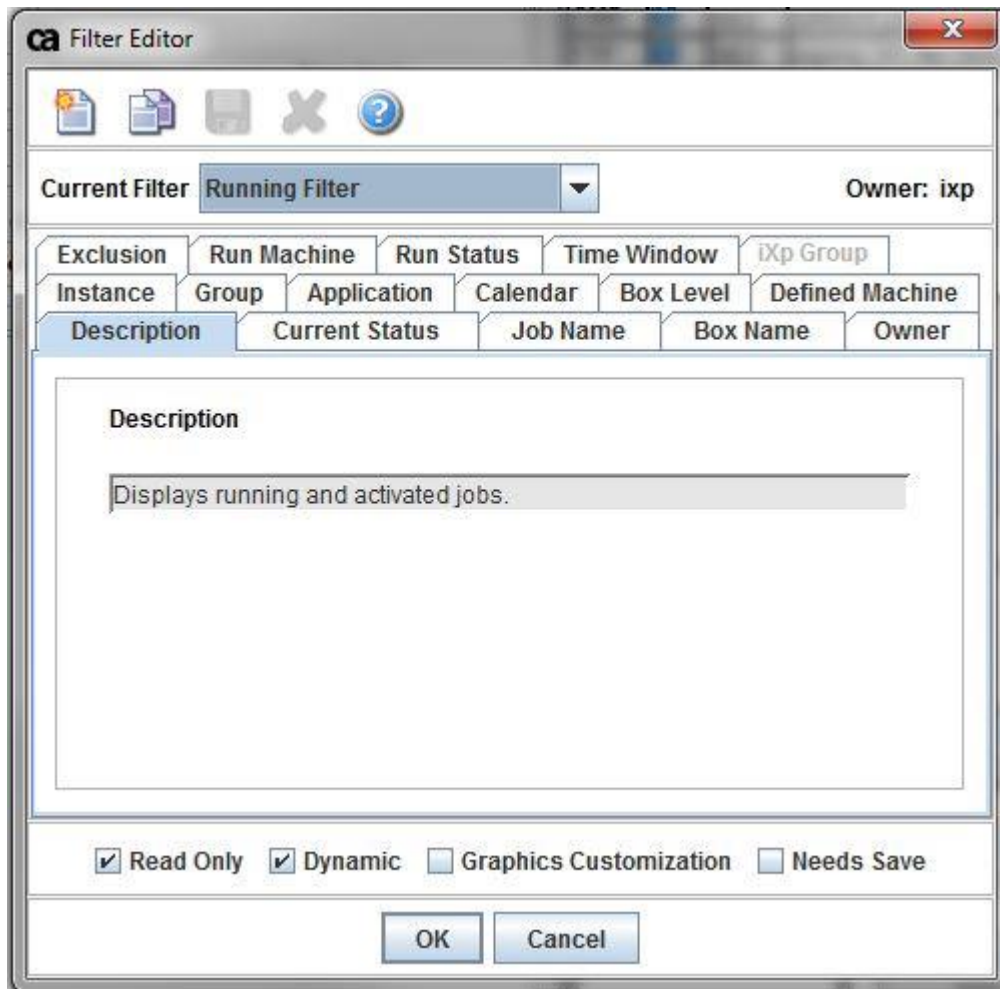 ca Filter Editor
Current Filter Running Filter Owner: ixp
Exclusion Run Machine Run Status Time Window iXp Group
Instance Group Application Calendar Box Level Defined Machine
Description Current Status Job Name Box Name Owner
Description
Displays running and activated jobs.
Read Only Dynamic Graphics Customization Needs Save
OK Cancel